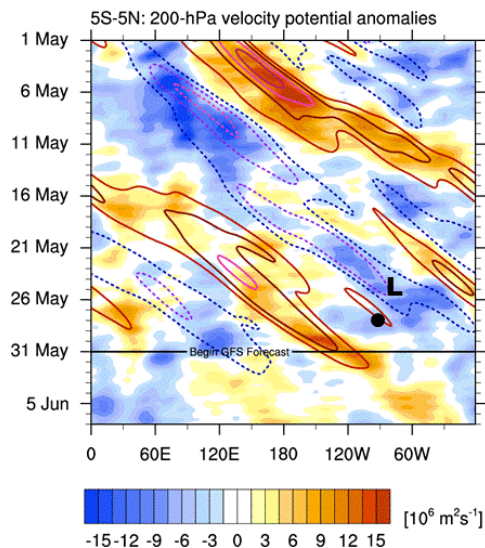 5S-5N: 200-hPa velocity potential anomalies
1 May
6 May
11 May
16 May
21 May
L
26 May
31 May
Begin GFS Forecast
5 Jun
0 60E 120E 180 120W 60W
-15 -12 -9 -6 -3 0 3 6 9 12 15 [10⁶ m²s⁻¹]